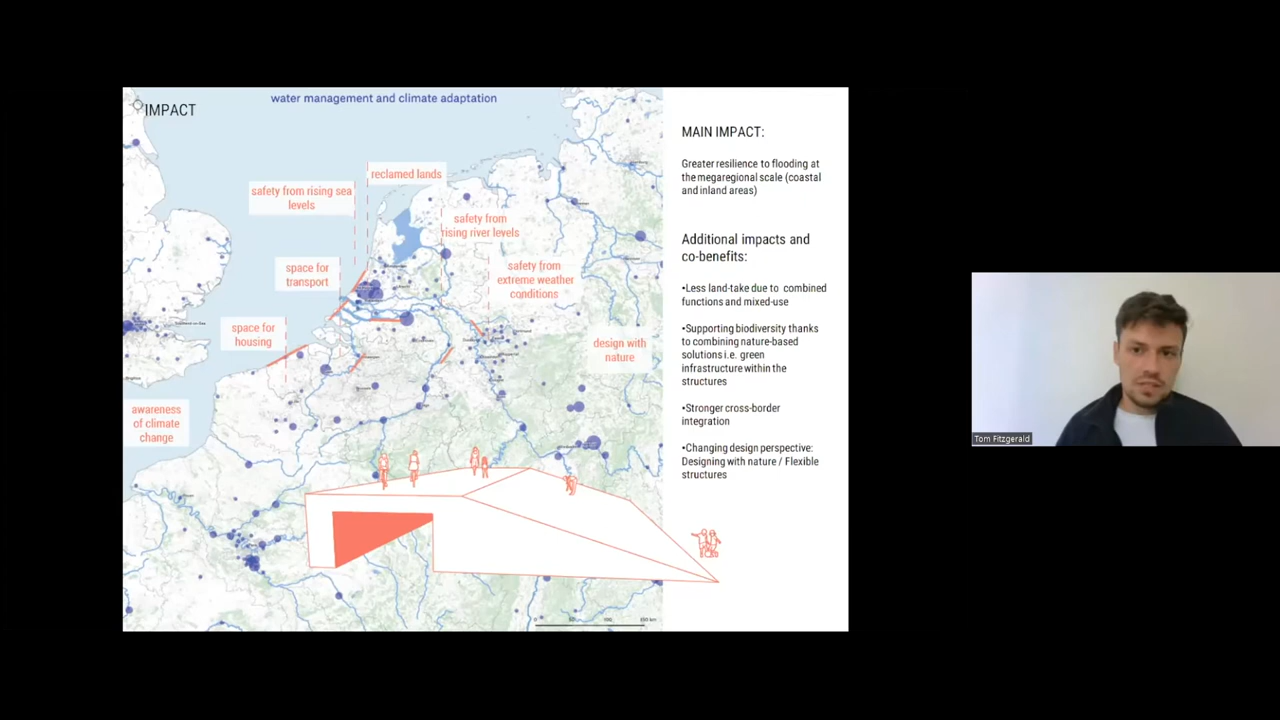 IMPACT
water management and climate adaptation
reclaimed lands
safety from rising sea
levels
safety from
rising river levels
space for
transport
safety from
extreme weather
conditions
space for
housing
design with
nature
awareness
of climate
change
MAIN IMPACT:
Greater resilience to flooding at
the megaregional scale (coastal
and inland areas)
Additional impacts and
co-benefits:
•Less land-take due to combined
functions and mixed-use
•Supporting biodiversity thanks
to combining nature-based
solutions i.e. green
infrastructure within the
structures
•Stronger cross-border
integration
•Changing design perspective:
Designing with nature / Flexible
structures
Tom Fitzgerald